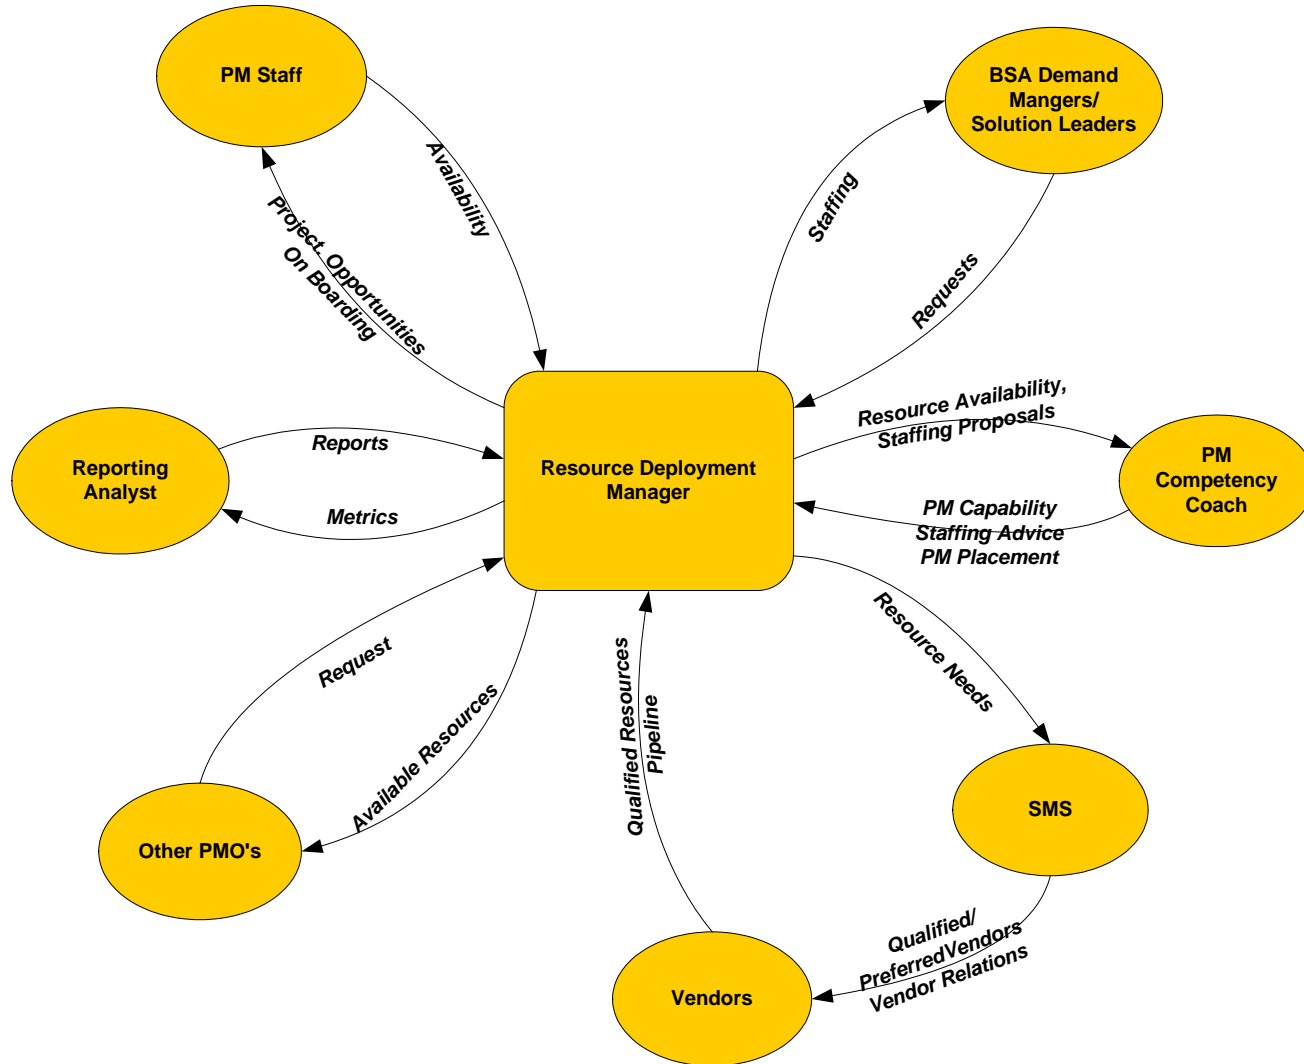 PM Staff
BSA Demand
Mangers/
Solution Leaders
Availability
Staffing
Project. Opportunities
On Boarding
Requests
Resource Availability,
Staffing Proposals
Reports
Reporting
Analyst
Metrics
Resource Deployment
Manager
PM
Competency
Coach
PM Capability
Staffing Advice
PM Placement
Request
Available Resources
Qualified Resources
Pipeline
Resource Needs
SMS
Other PMO's
Qualified/
PreferredVendors
Vendor Relations
Vendors